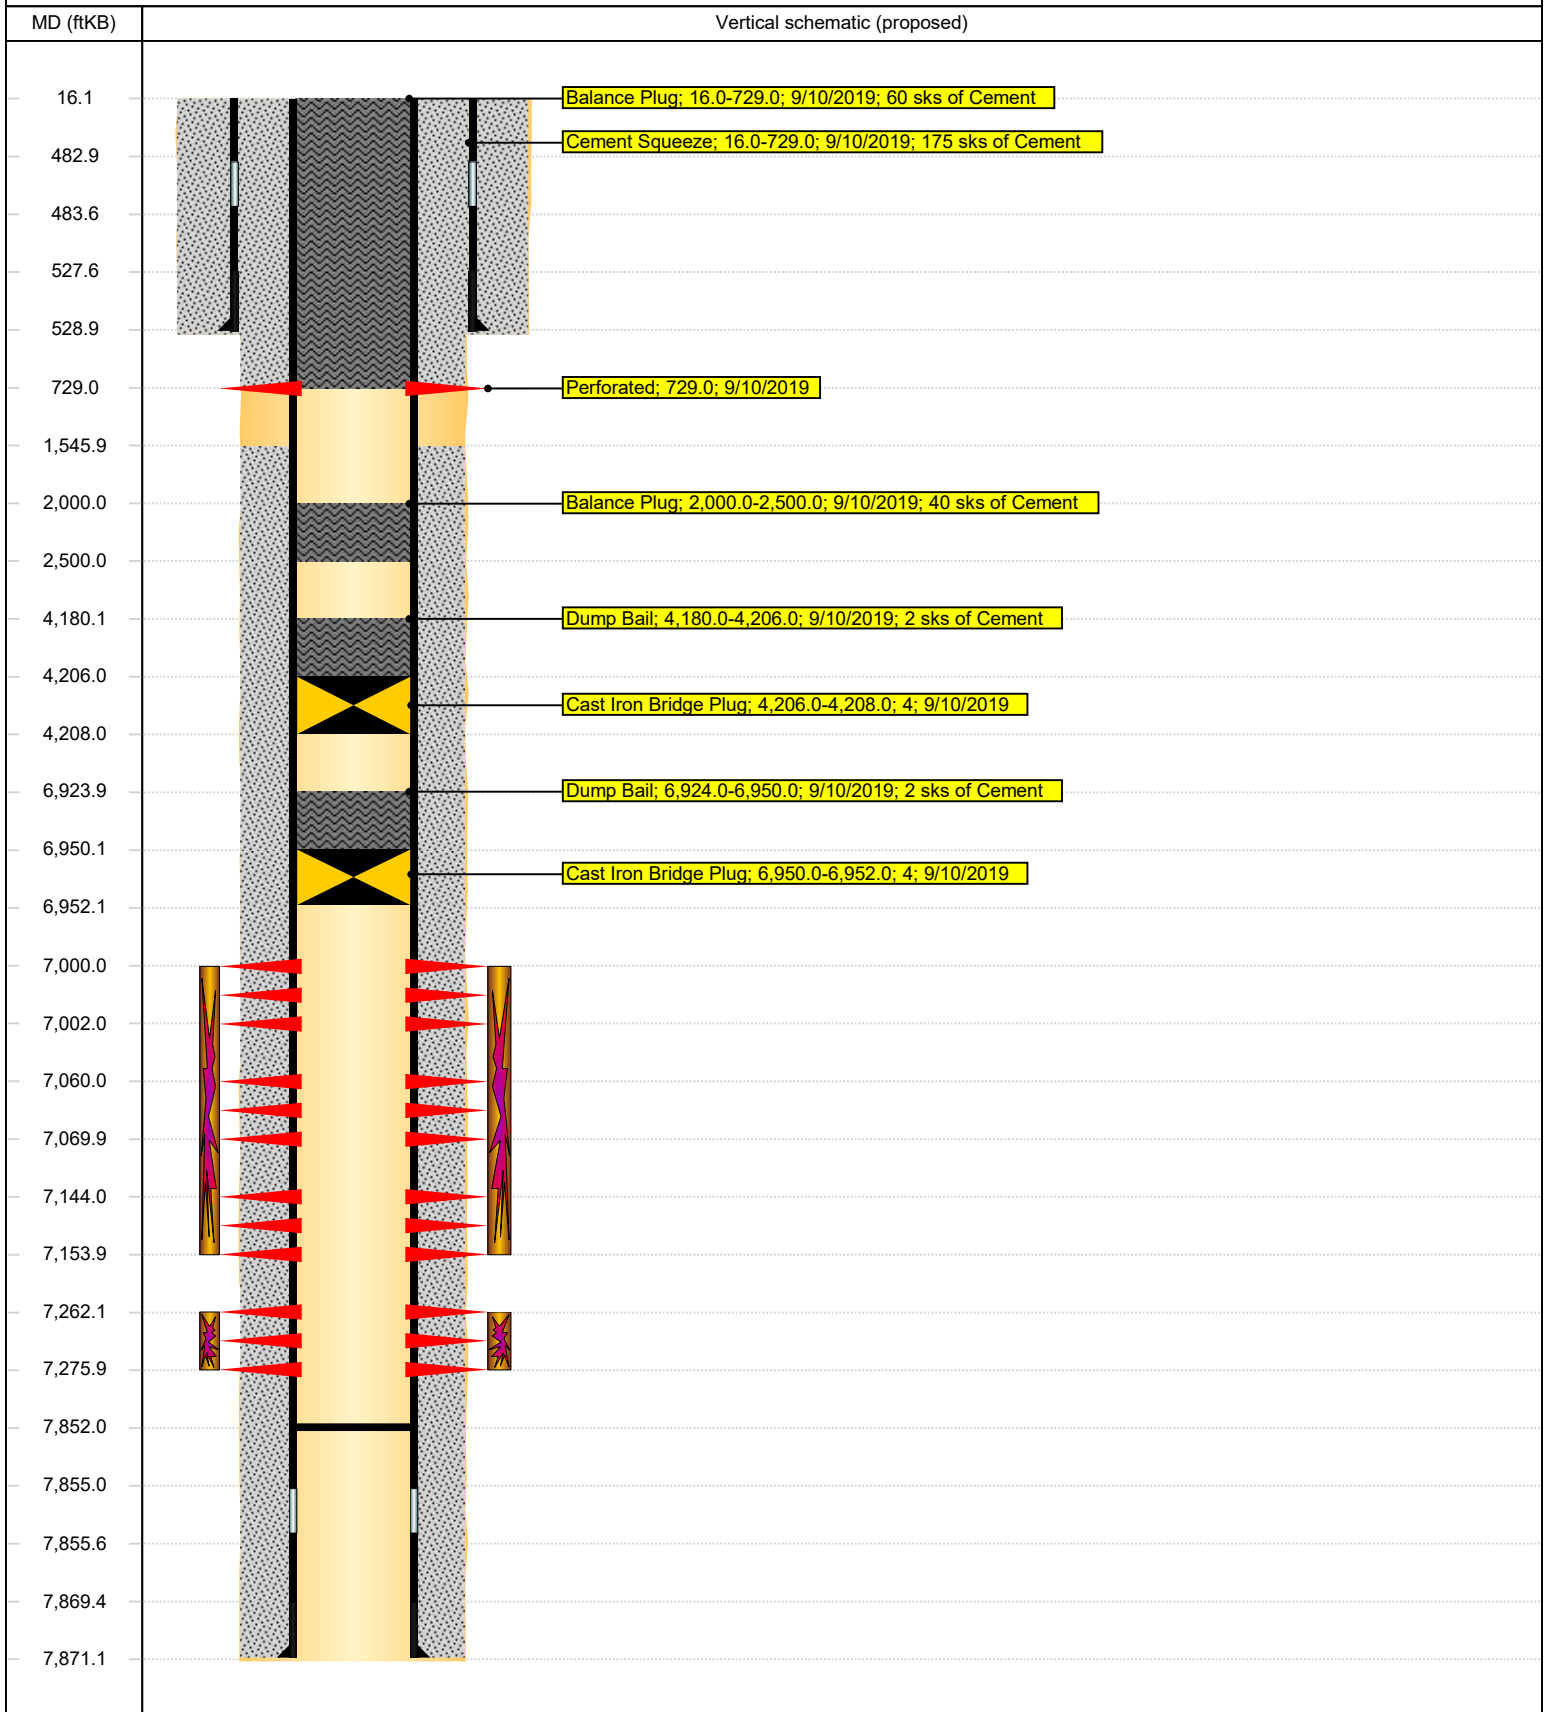 MD (ftKB)
Vertical schematic (proposed)
16.1
Balance Plug; 16.0-729.0; 9/10/2019; 60 sks of Cement
Cement Squeeze; 16.0-729.0; 9/10/2019; 175 sks of Cement
482.9
483.6
527.6
528.9
729.0
Perforated; 729.0; 9/10/2019
1,545.9
2,000.0
Balance Plug; 2,000.0-2,500.0; 9/10/2019; 40 sks of Cement
2,500.0
4,180.1
Dump Bail; 4,180.0-4,206.0; 9/10/2019; 2 sks of Cement
4,206.0
Cast Iron Bridge Plug; 4,206.0-4,208.0; 4; 9/10/2019
4,208.0
6,923.9
Dump Bail; 6,924.0-6,950.0; 9/10/2019; 2 sks of Cement
6,950.1
Cast Iron Bridge Plug; 6,950.0-6,952.0; 4; 9/10/2019
6,952.1
7,000.0
7,002.0
7,060.0
7,069.9
7,144.0
7,153.9
7,262.1
7,275.9
7,852.0
7,855.0
7,855.6
7,869.4
7,871.1